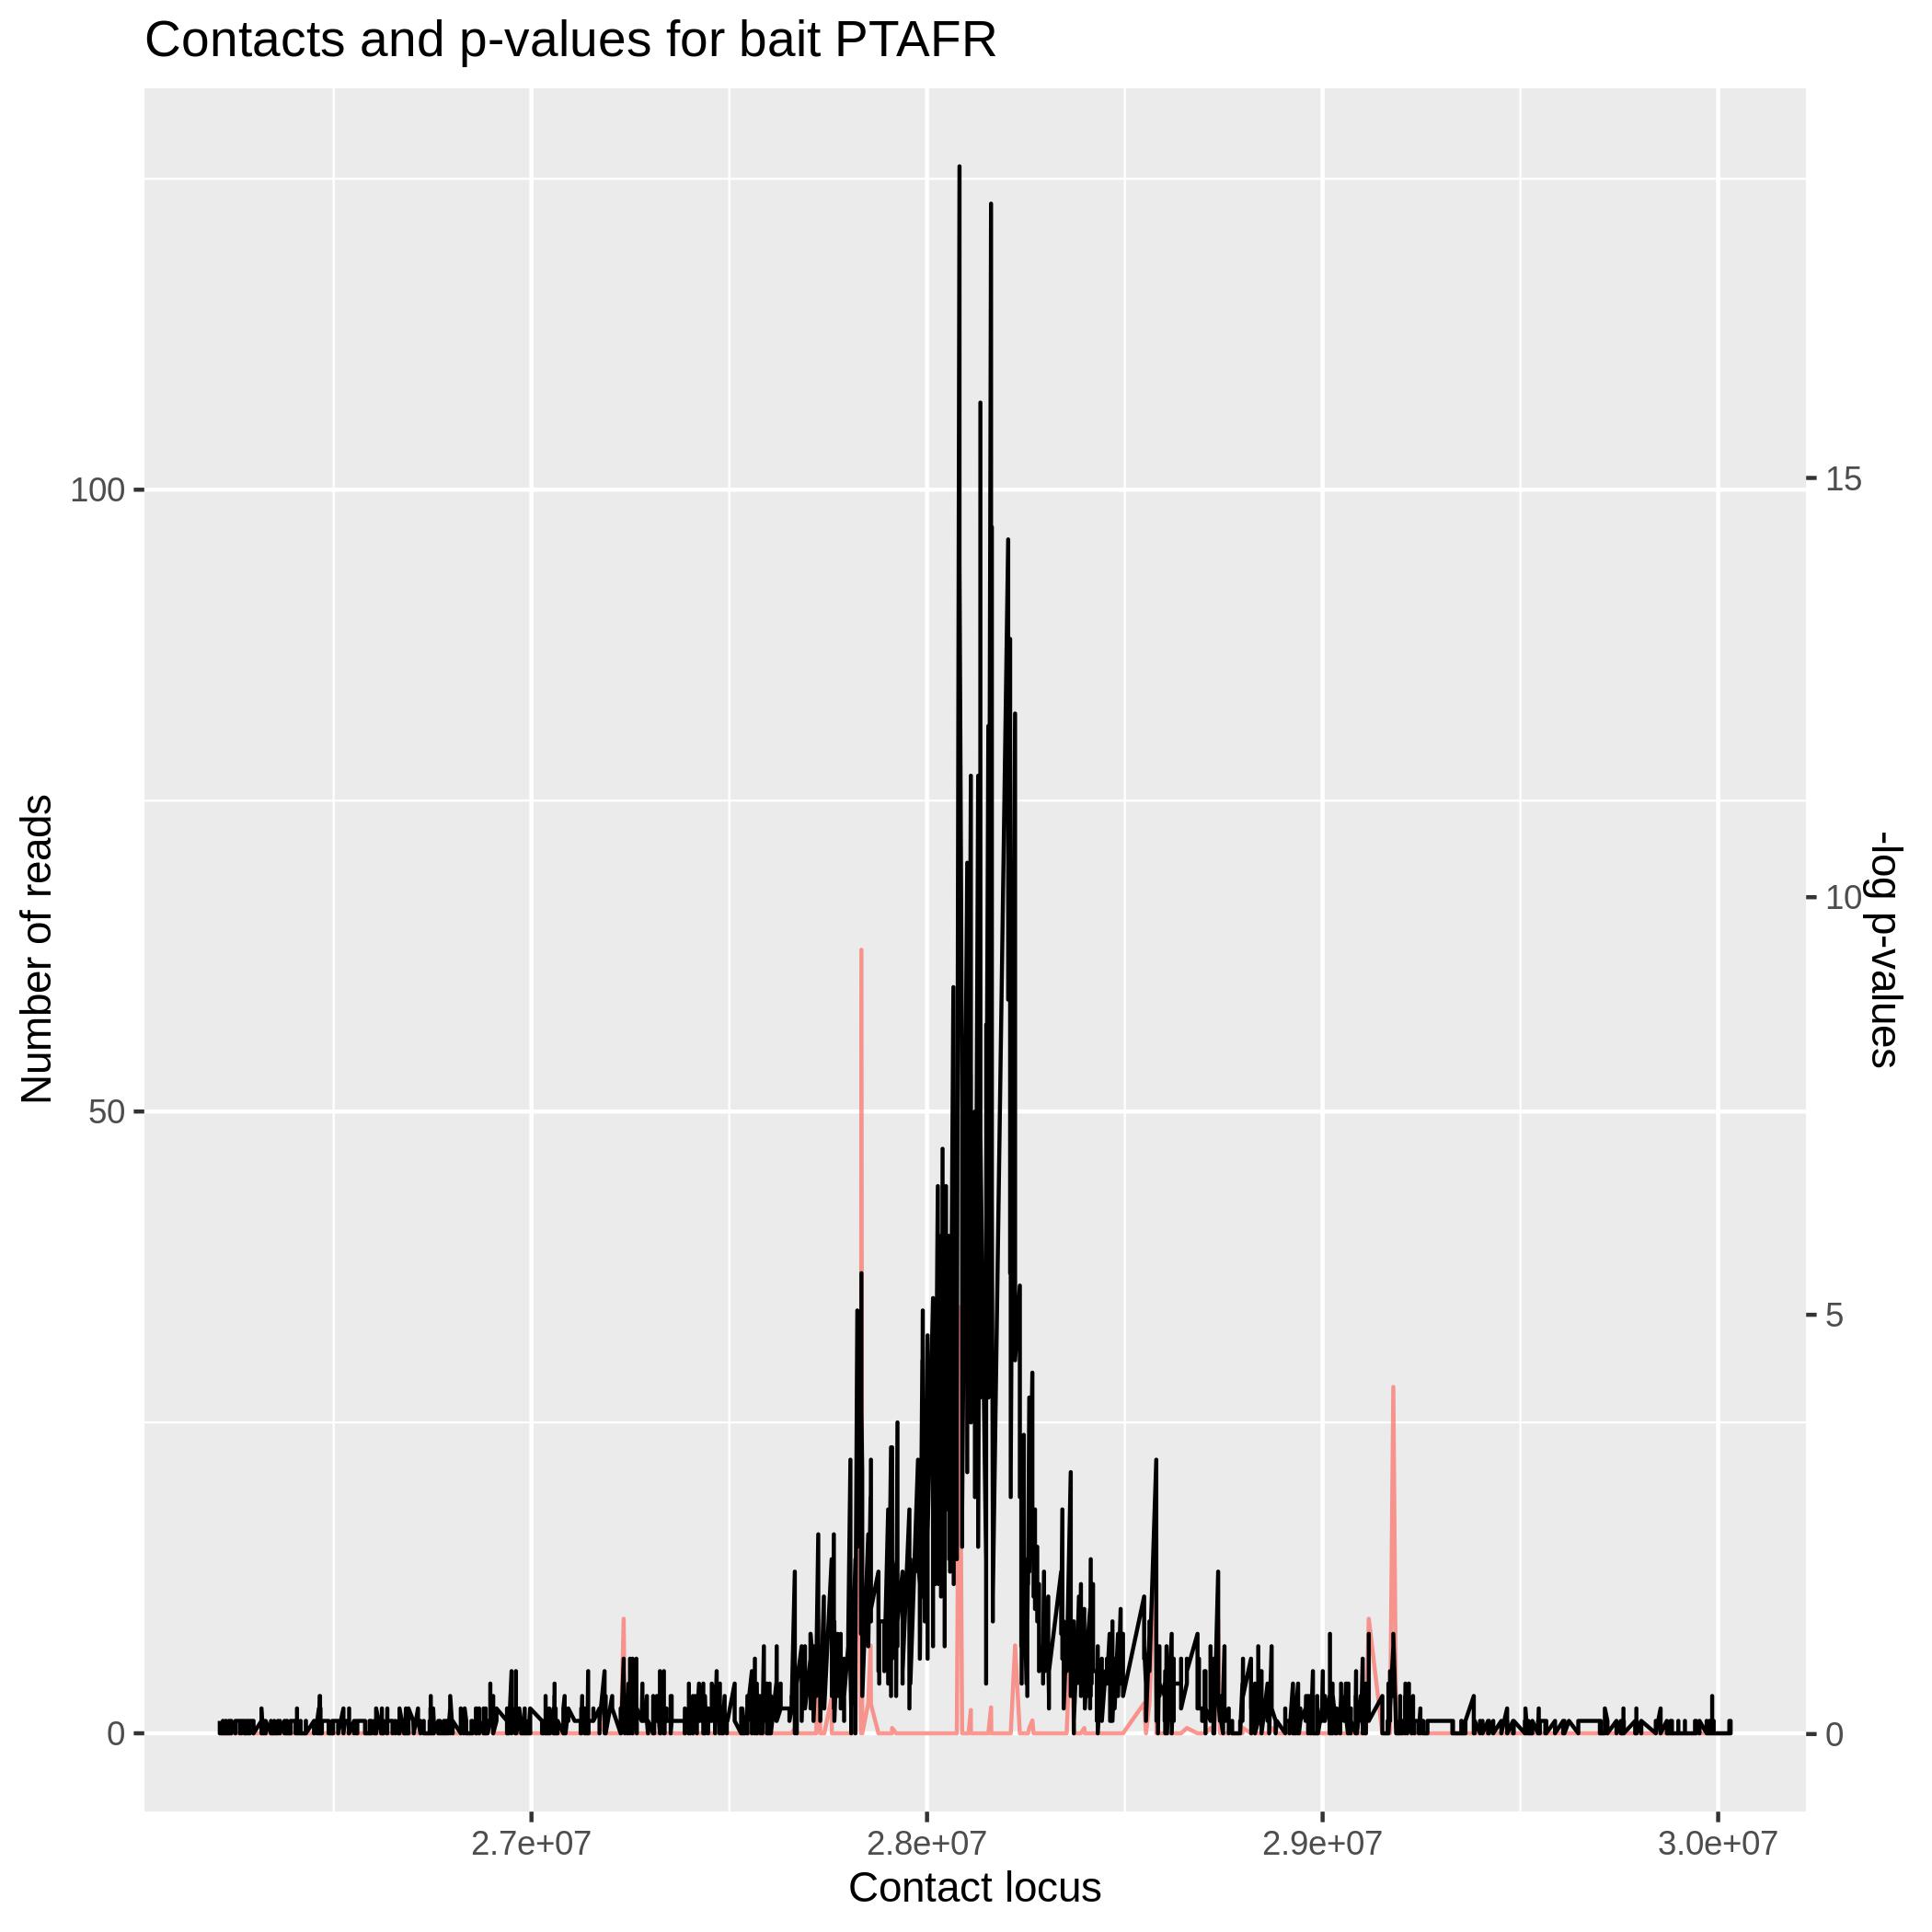 Contacts and p-values for bait PTAFR
Number of reads
100
50
0
15
10
5
0
-log p-values
2.7e+07
2.8e+07
2.9e+07
3.0e+07
Contact locus